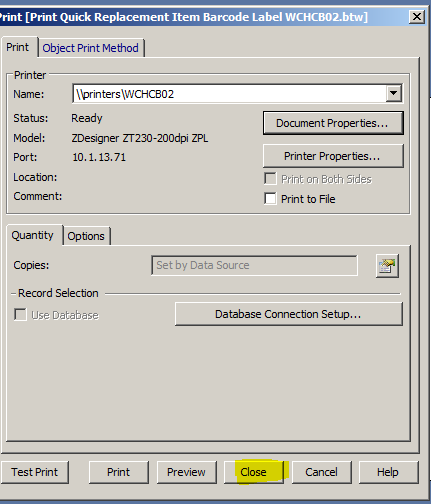 Print [Print Quick Replacement Item Barcode Label WCHCB02.btw]
Print Object Print Method
Printer
Name: \\printers\WCHCB02
Status: Ready Document Properties...
Model: ZDesigner ZT230-200dpi ZPL
Port: 10.1.13.71 Printer Properties...
Location: Print on Both Sides
Comment: Print to File
Quantity Options
Copies: Set by Data Source
Record Selection
Use Database Database Connection Setup...
Test Print Print Preview Close Cancel Help